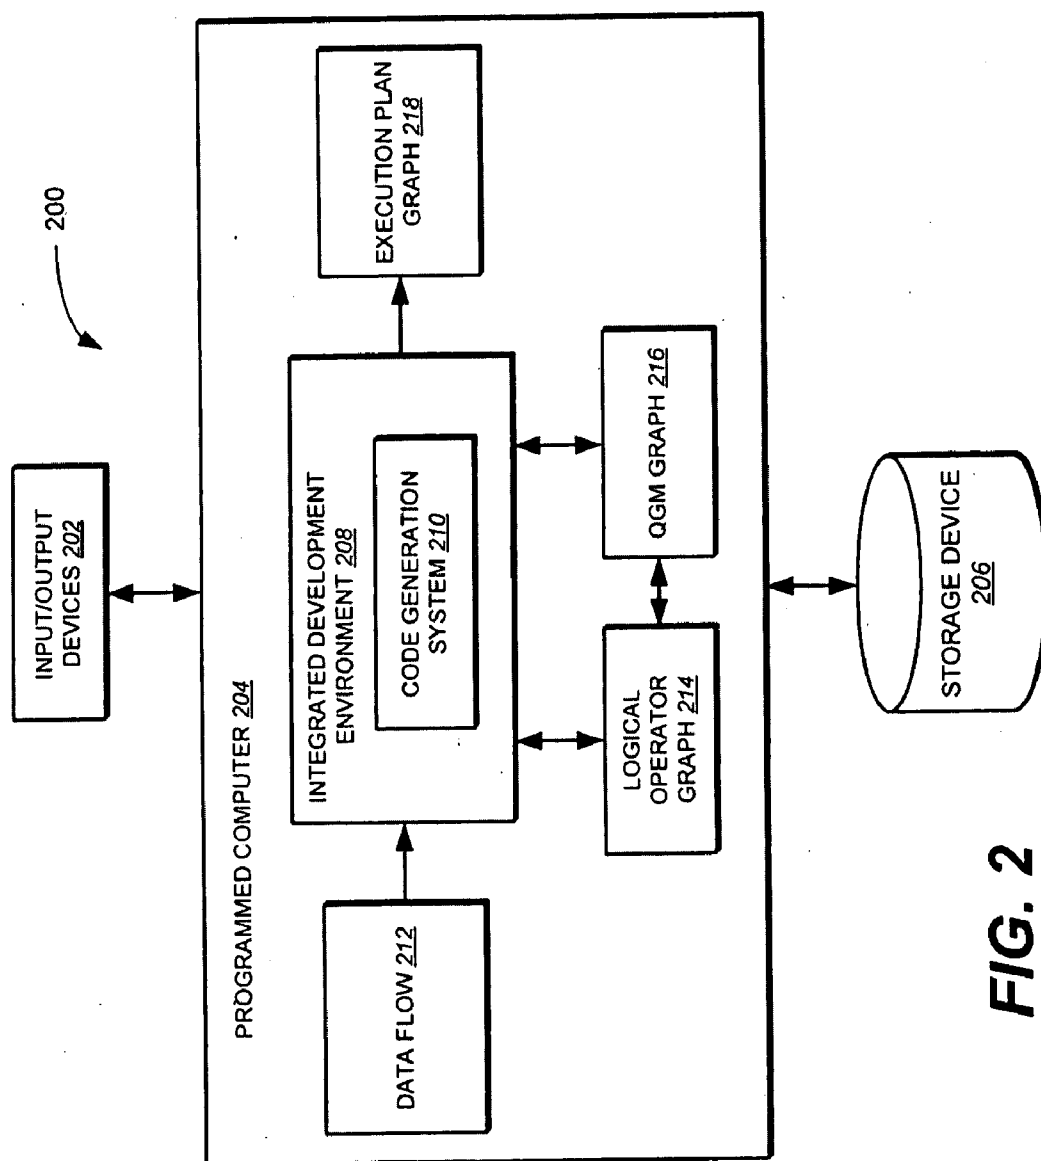 200
INPUT/OUTPUT
DEVICES 202
PROGRAMMED COMPUTER 204
DATA FLOW 212
INTEGRATED DEVELOPMENT
ENVIRONMENT 208
CODE GENERATION
SYSTEM 210
EXECUTION PLAN
GRAPH 218
LOGICAL
OPERATOR
GRAPH 214
QGM GRAPH 216
STORAGE DEVICE
206
FIG. 2